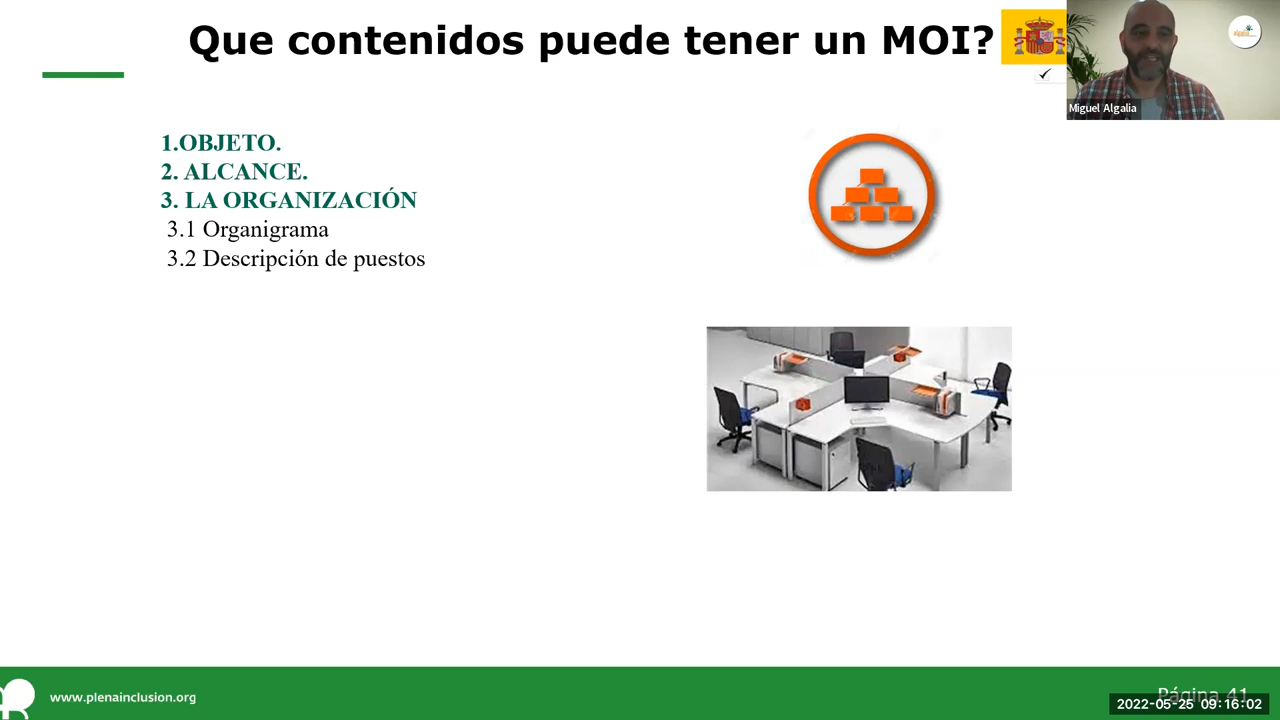 Que contenidos puede tener un MOI?
Miguel Algalia
1.OBJETO.
2. ALCANCE.
3. LA ORGANIZACIÓN
3.1 Organigrama
3.2 Descripción de puestos
www.plenainclusion.org
Página 41
2022-05-25 09:16:02